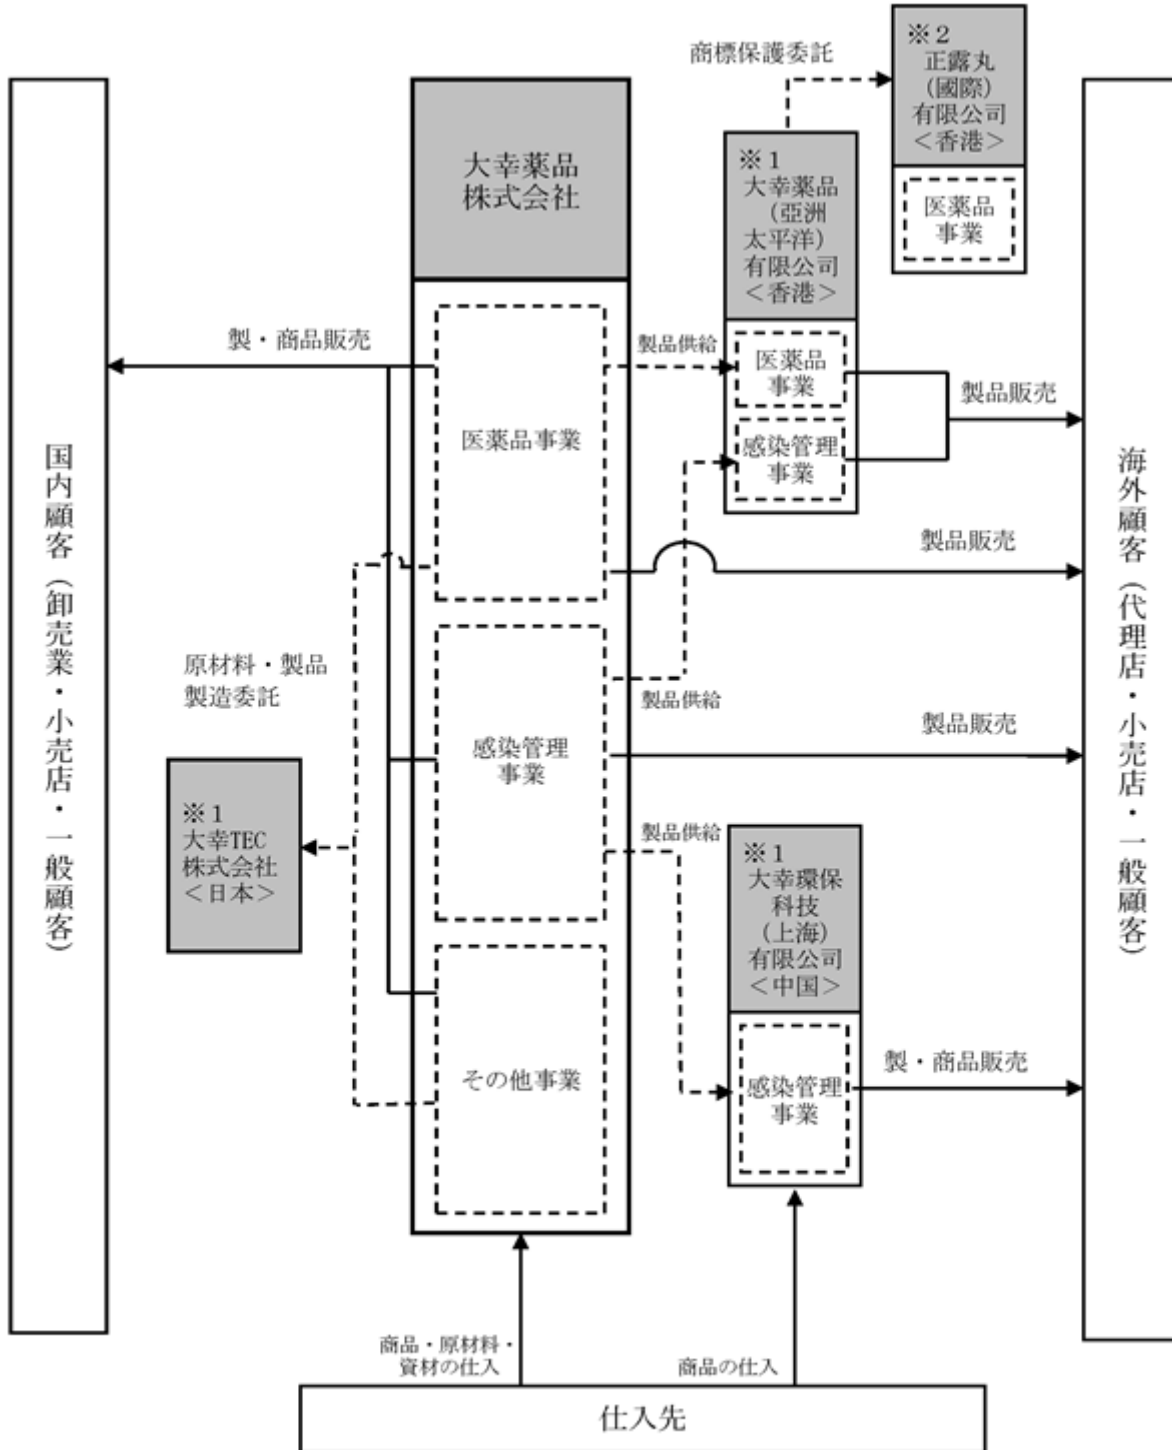 商標保護委託
※２
正露丸
（國際）
有限公司
＜香港＞
医薬品
事業
大幸薬品
株式会社
※１
大幸薬品
（亞洲
太平洋）
有限公司
＜香港＞
製・商品販売
製品供給
医薬品
事業
製品販売
医薬品事業
感染管理
事業
国内顧客（卸売業・小売店・一般顧客）
海外顧客（代理店・小売店・一般顧客）
製品販売
原材料・製品
製造委託
製品供給
製品販売
感染管理
事業
※１
大幸TEC
株式会社
＜日本＞
製品供給
※１
大幸環保
科技
（上海）
有限公司
＜中国＞
その他事業
感染管理
事業
製・商品販売
商品・原材料・
資材の仕入
商品の仕入
仕入先